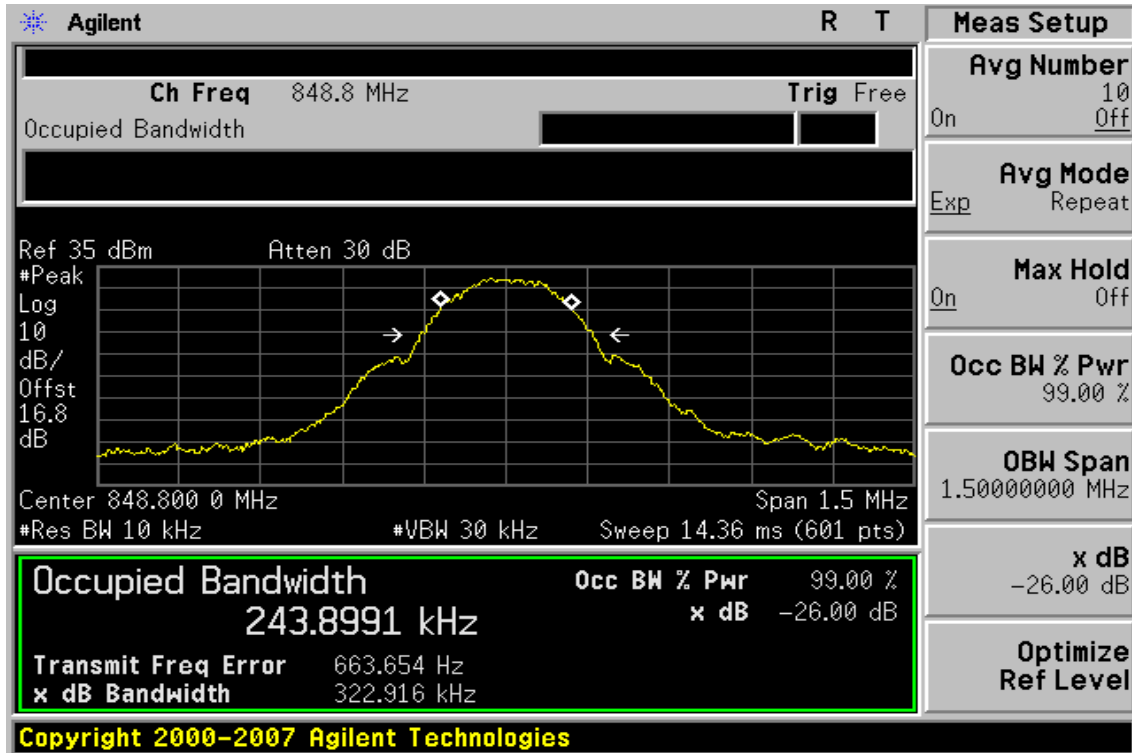 Agilent R T
Ch Freq 848.8 MHz Trig Free
Occupied Bandwidth
Ref 35 dBm Atten 30 dB
#Peak
Log
10
dB/
Offst
16.8
dB
Center 848.800 0 MHz Span 1.5 MHz
#Res BW 10 kHz #VBW 30 kHz Sweep 14.36 ms (601 pts)
Occupied Bandwidth Occ BW % Pwr 99.00 %
243.8991 kHz x dB -26.00 dB
Transmit Freq Error 663.654 Hz
x dB Bandwidth 322.916 kHz
Copyright 2000-2007 Agilent Technologies
Meas Setup
Avg Number
10
On Off
Avg Mode
Exp Repeat
Max Hold
On Off
Occ BW % Pwr
99.00 %
OBW Span
1.50000000 MHz
x dB
-26.00 dB
Optimize
Ref Level